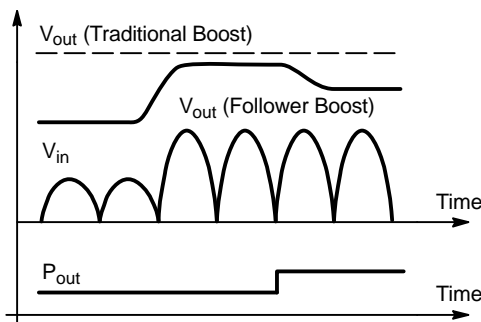 Vout (Traditional Boost)
Vout (Follower Boost)
Vin
Time
Pout
Time